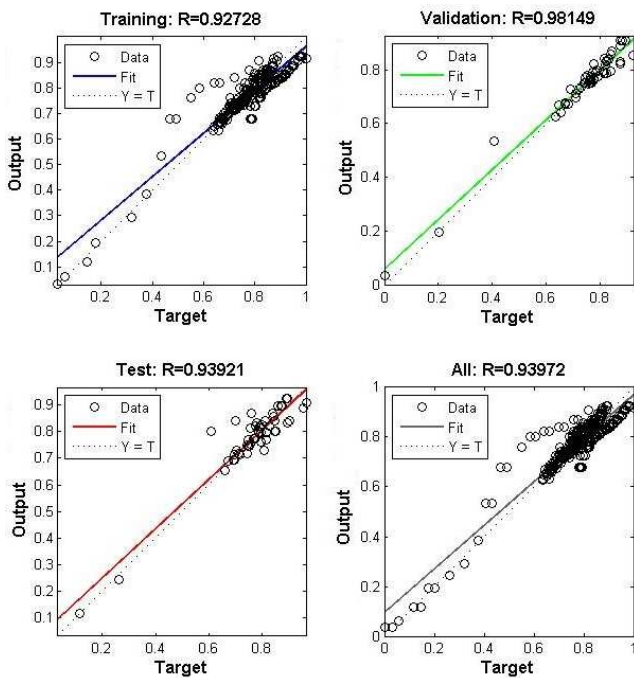 Training: R=0.92728
Output
1
0.9
0.8
0.7
0.6
0.5
0.4
0.3
0.2
0.1
Data
Fit
Y = T
0.2 0.4 0.6 0.8 1
Target
Validation: R=0.98149
Output
0.8
0.6
0.4
0.2
0
Data
Fit
Y = T
0 0.2 0.4 0.6 0.8
Target
Test: R=0.93921
Output
0.9
0.8
0.7
0.6
0.5
0.4
0.3
0.2
0.1
Data
Fit
Y = T
0.2 0.4 0.6 0.8
Target
All: R=0.93972
Output
1
0.8
0.6
0.4
0.2
0
Data
Fit
Y = T
0 0.2 0.4 0.6 0.8 1
Target